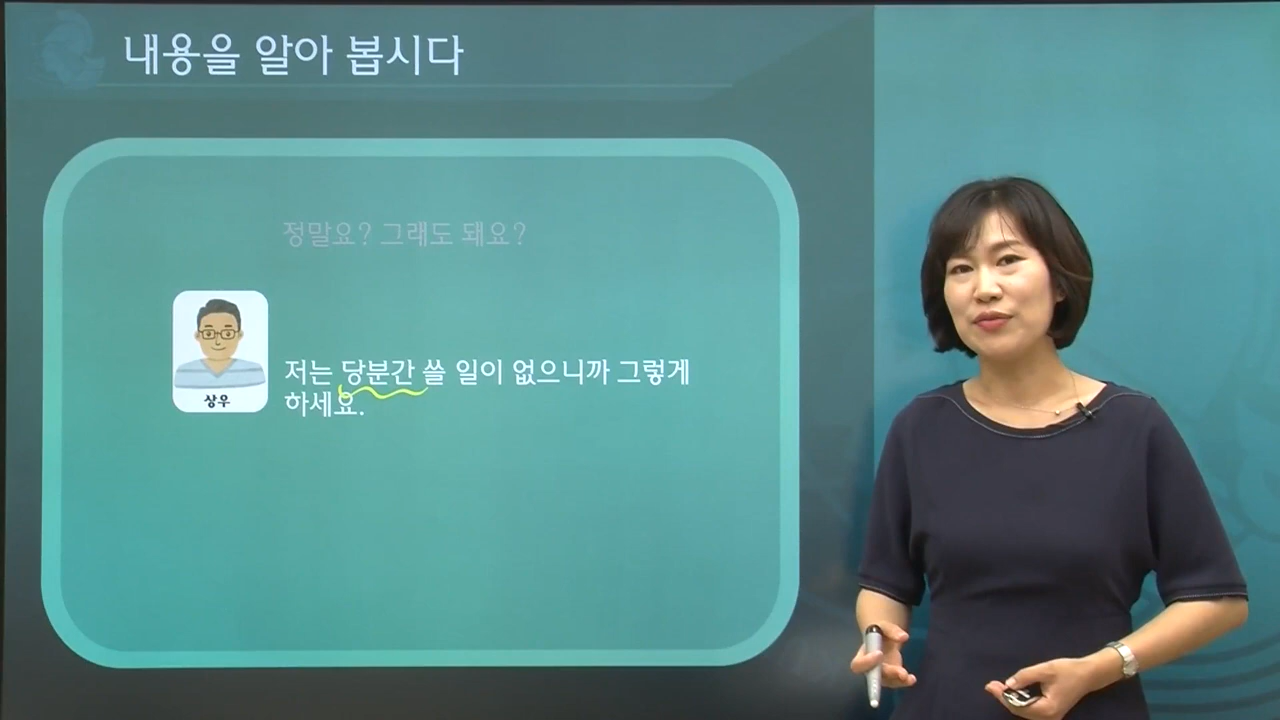 내용을 알아 봅시다
정말요? 그래도 돼요?
저는 당분간 쓸 일이 없으니까 그렇게
하세요.
상우